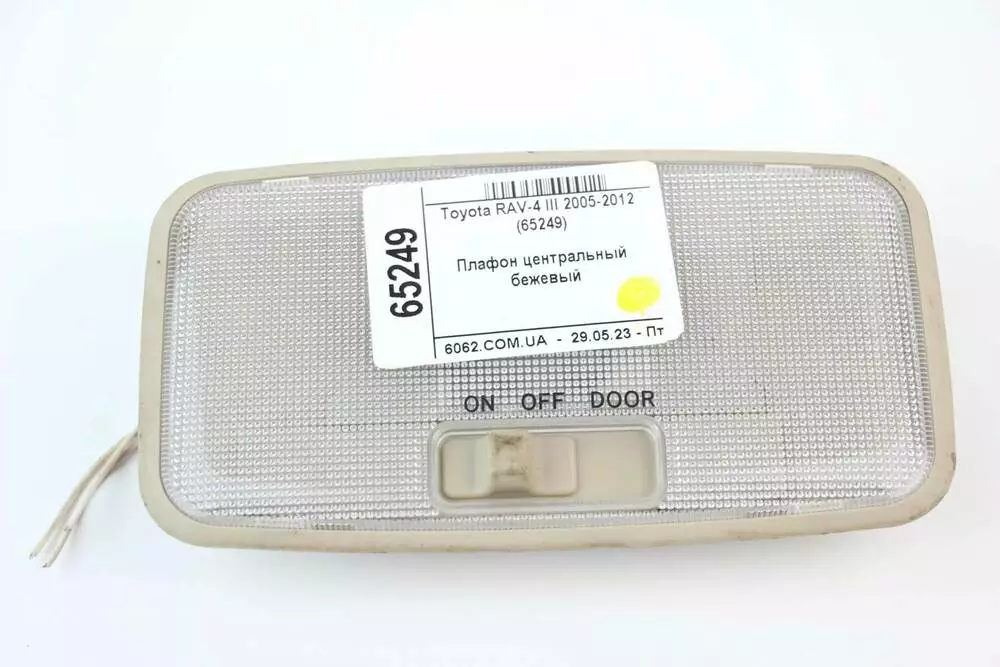 65249
Toyota RAV-4 III 2005-2012
(65249)
Плафон центральный
бежевый
6062.COM.UA - 29.05.23 - Пт
ON OFF DOOR